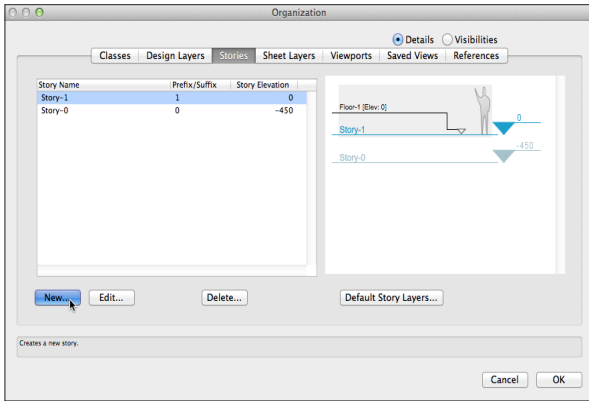 Organization
Details Visibilities
Classes Design Layers Stories Sheet Layers Viewports Saved Views References
Story Name Prefix/Suffix Story Elevation
Story-1 1 0
Story-0 0 -450
Floor-1 [Elev: 0]
0
Story-1
-450
Story-0
New... Edit... Delete... Default Story Layers...
Creates a new story.
Cancel OK